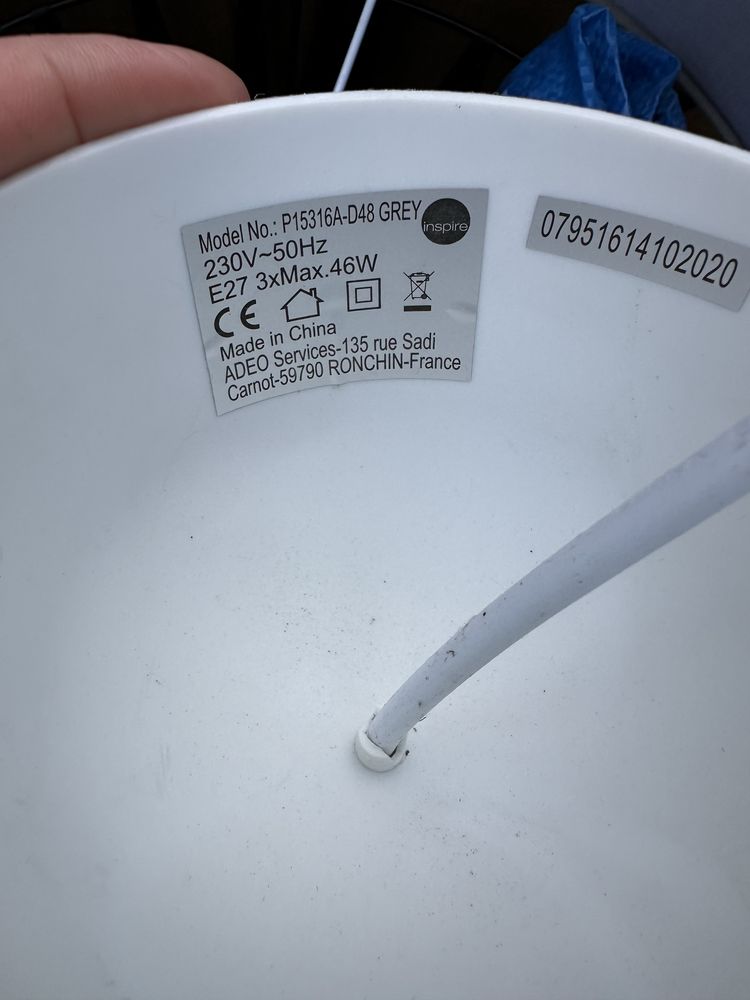 Model No.: P15316A-D48 GREY
inspire
230V~50Hz
E27 3xMax.46W
CE
Made in China
ADEO Services-135 rue Sadi
Carnot-59790 RONCHIN-France
07951614102020